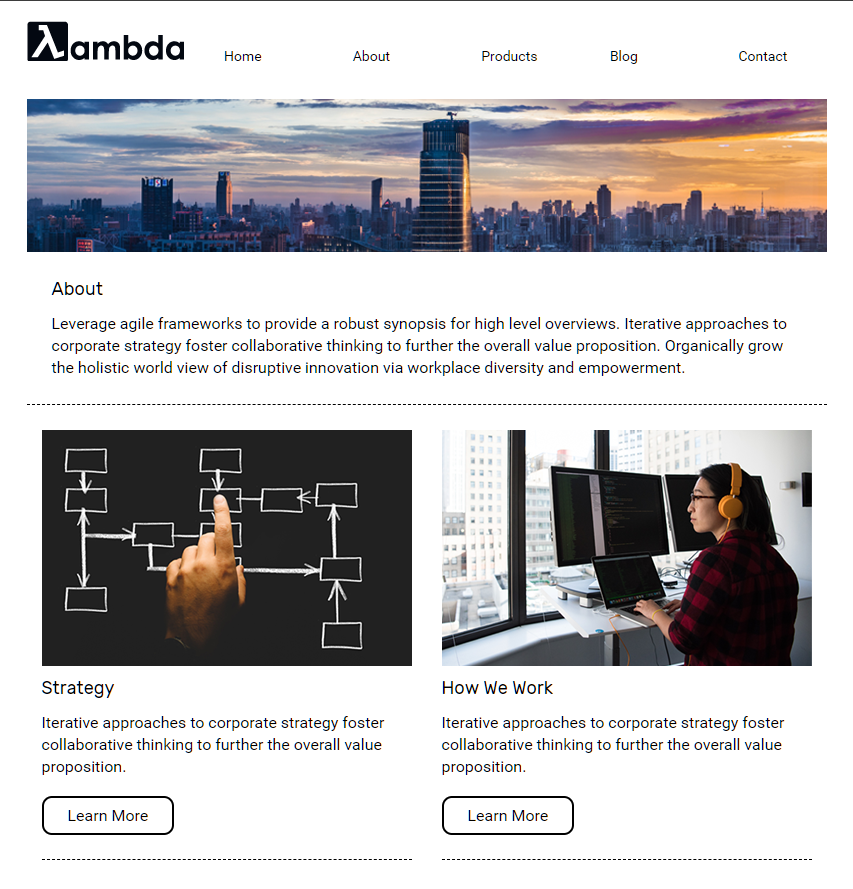 λambda
Home About Products Blog Contact
About
Leverage agile frameworks to provide a robust synopsis for high level overviews. Iterative approaches to
corporate strategy foster collaborative thinking to further the overall value proposition. Organically grow
the holistic world view of disruptive innovation via workplace diversity and empowerment.
Strategy
Iterative approaches to corporate strategy foster
collaborative thinking to further the overall value
proposition.
Learn More
How We Work
Iterative approaches to corporate strategy foster
collaborative thinking to further the overall value
proposition.
Learn More